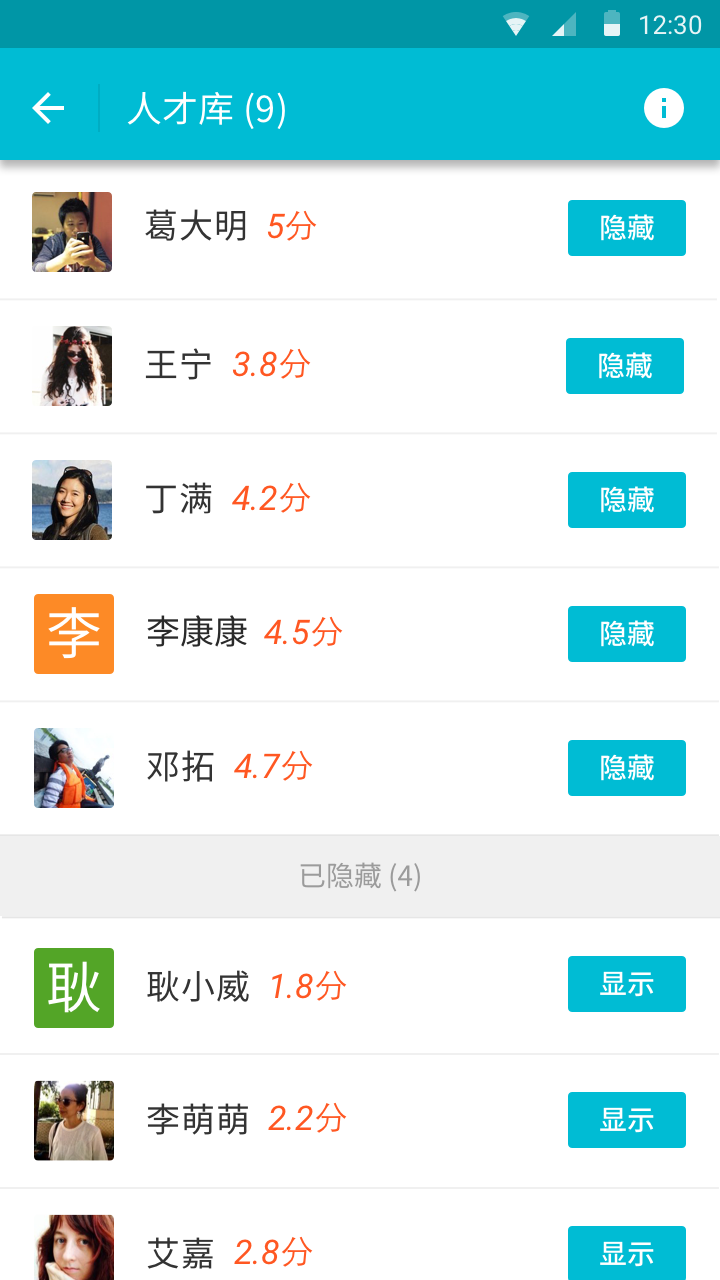 12:30
人才库 (9)
葛大明 5分 隐藏
王宁 3.8分 隐藏
丁满 4.2分 隐藏
李 李康康 4.5分 隐藏
邓拓 4.7分 隐藏
已隐藏 (4)
耿 耿小威 1.8分 显示
李萌萌 2.2分 显示
艾嘉 2.8分 显示